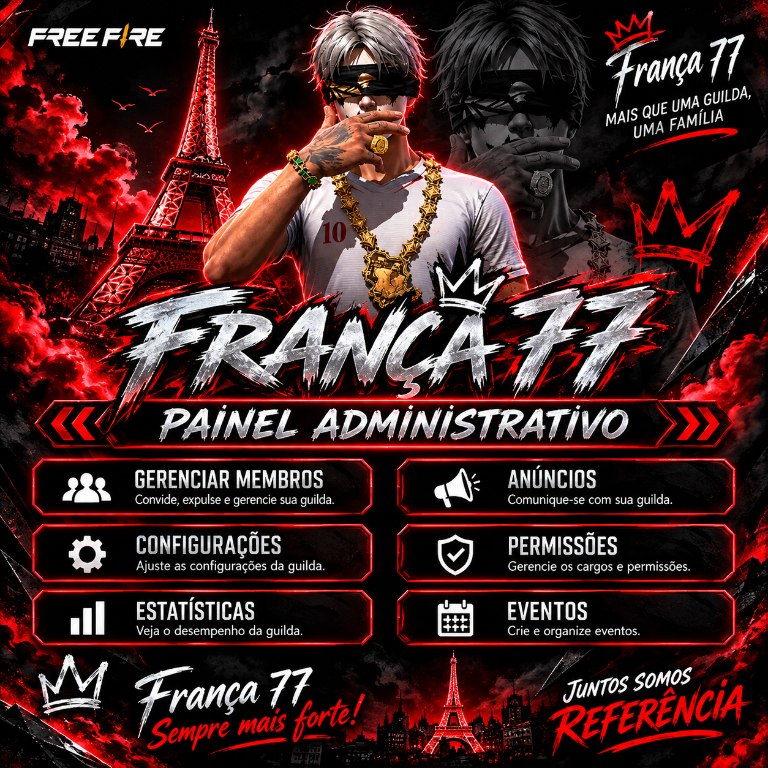 FREE FIRE
França 77
MAIS QUE UMA GUILDA,
UMA FAMÍLIA
10
FRANÇA 77
PAINEL ADMINISTRATIVO
GERENCIAR MEMBROS
Convide, expulse e gerencie sua guilda.
ANÚNCIOS
Comunique-se com sua guilda.
CONFIGURAÇÕES
Ajuste as configurações da guilda.
PERMISSÕES
Gerencie os cargos e permissões.
ESTATÍSTICAS
Veja o desempenho da guilda.
EVENTOS
Crie e organize eventos.
França 77
Sempre mais forte!
JUNTOS SOMOS
REFERÊNCIA